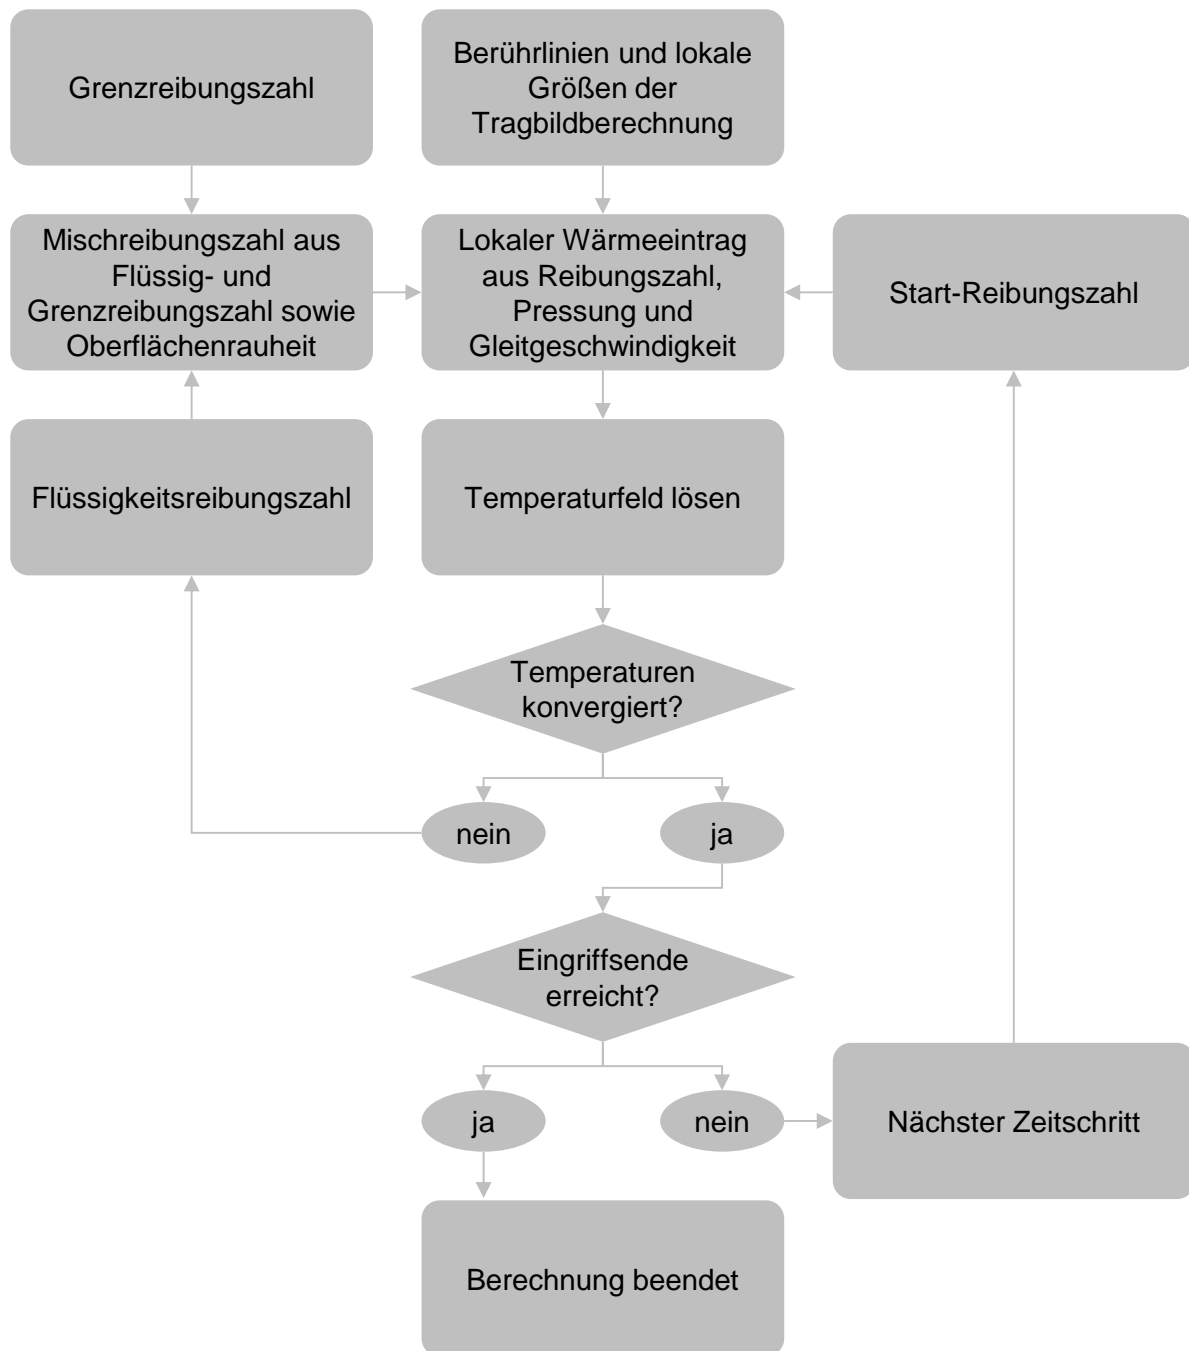 Grenzreibungszahl
Berührlinien und lokale
Größen der
Tragbildberechnung
Mischreibungszahl aus
Flüssig- und
Grenzreibungszahl sowie
Oberflächenrauheit
Lokaler Wärmeeintrag
aus Reibungszahl,
Pressung und
Gleitgeschwindigkeit
Start-Reibungszahl
Flüssigkeitsreibungszahl
Temperaturfeld lösen
Temperaturen
konvergiert?
nein
ja
Eingriffsende
erreicht?
ja
nein
Nächster Zeitschritt
Berechnung beendet